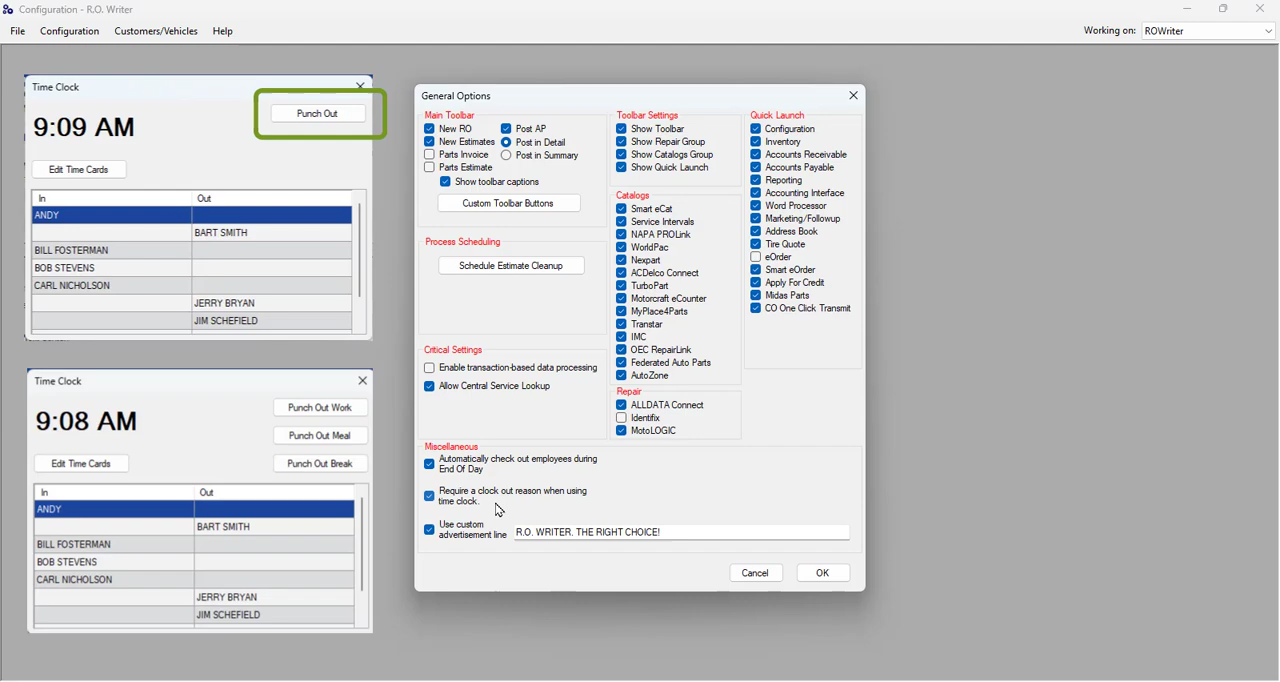 Configuration - R.O. Writer
File Configuration Customers/Vehicles Help
Working on: ROWriter
Time Clock
Punch Out
9:09 AM
Edit Time Cards
In Out
ANDY
BART SMITH
BILL FOSTERMAN
BOB STEVENS
CARL NICHOLSON
JERRY BRYAN
JIM SCHEFIELD
Time Clock
9:08 AM
Punch Out Work
Punch Out Meal
Edit Time Cards
Punch Out Break
In Out
ANDY
BART SMITH
BILL FOSTERMAN
BOB STEVENS
CARL NICHOLSON
JERRY BRYAN
JIM SCHEFIELD
General Options
Main Toolbar
New RO Post AP
New Estimates Post in Detail
Parts Invoice Post in Summary
Parts Estimate
Show toolbar captions
Custom Toolbar Buttons
Process Scheduling
Schedule Estimate Cleanup
Critical Settings
Enable transaction-based data processing
Allow Central Service Lookup
Toolbar Settings
Show Toolbar
Show Repair Group
Show Catalogs Group
Show Quick Launch
Catalogs
Smart eCat
Service Intervals
NAPA PROLink
WorldPac
Nexpart
ACDelco Connect
TurboPart
Motorcraft eCounter
MyPlace4Parts
Transtar
IMC
OEC RepairLink
Federated Auto Parts
AutoZone
Repair
ALLDATA Connect
Identifix
MotoLOGIC
Quick Launch
Configuration
Inventory
Accounts Receivable
Accounts Payable
Reporting
Accounting Interface
Word Processor
Marketing/Followup
Address Book
Tire Quote
eOrder
Smart eOrder
Apply For Credit
Midas Parts
CO One Click Transmit
Miscellaneous
Automatically check out employees during
End Of Day
Require a clock out reason when using
time clock.
Use custom
advertisement line R.O. WRITER. THE RIGHT CHOICE!
Cancel OK